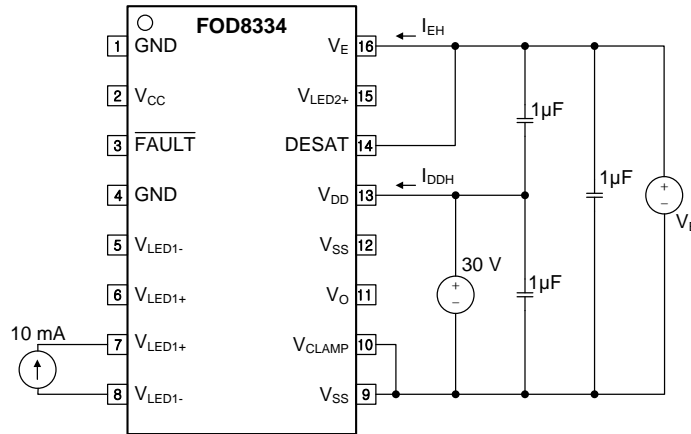 FOD8334
1 GND
2 VCC
3 FAULT
4 GND
5 VLED1-
6 VLED1+
7 VLED1+
8 VLED1-
VE 16
VLED2+ 15
DESAT 14
VDD 13
VSS 12
VO 11
VCLAMP 10
VSS 9
IEH
IDDH
1µF
1µF
1µF
30 V
10 mA
+
−
+
−